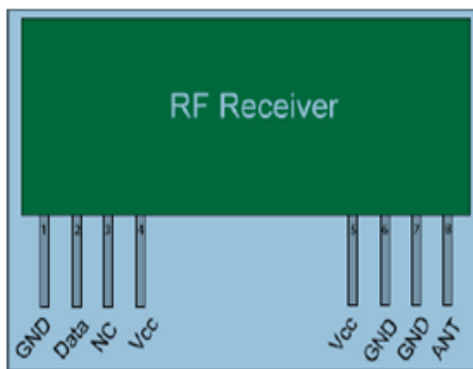 RF Receiver
1 2 3 4 5 6 7 8
GND Data NC Vcc Vcc GND GND ANT